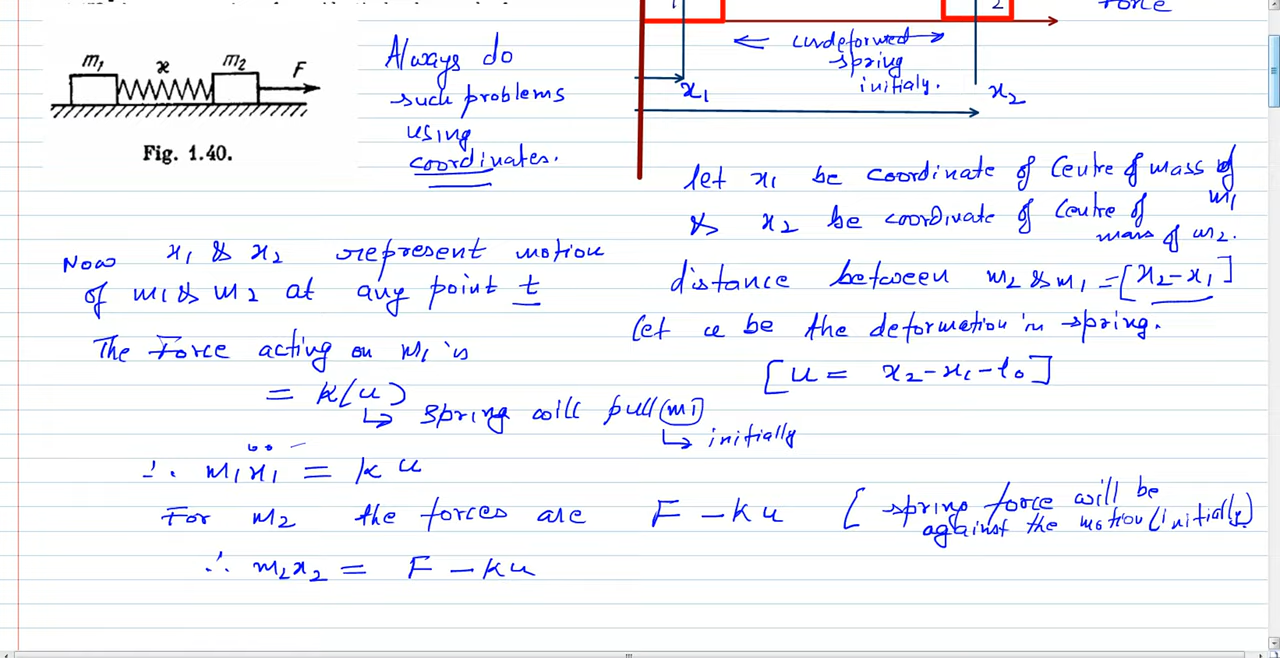 1
2
Force
undeformed
spring
initialy.
x1
x2
m1
x
m2
F
Fig. 1.40.
Always do
such problems
using
coordinates.
let x1 be coordinate of Centre of mass of
m1
& x2 be coordinate of Centre of
mass of m2.
distance between m2 & m1 = [x2-x1]
let u be the deformation in spring.
[u = x2-x1-l0]
Now x1 & x2 represent motion
of m1 & m2 at any point t
The Force acting on m1 is
= K(u)
↳ spring will pull (m1)
↳ initially
∴ m1ẍ1 = k u
For m2 the forces are F - ku [ spring force will be
against the motion (initially)
∴ m2x2 = F - ku